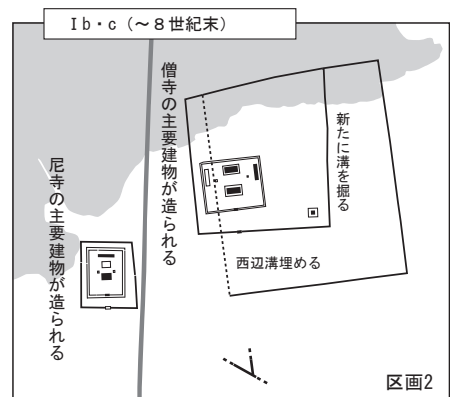 Ⅰb・c（～８世紀末）
僧寺の主要建物が造られる
新たに溝を掘る
尼寺の主要建物が造られる
西辺溝埋める
区画2